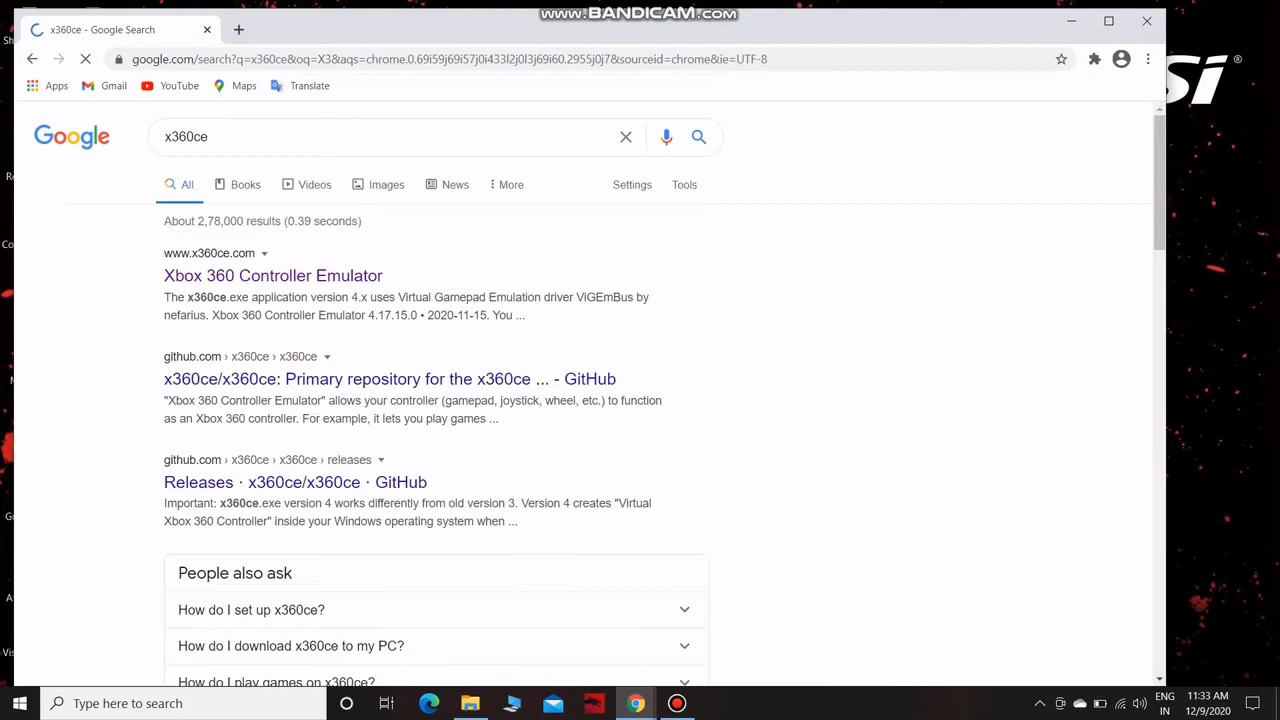 www.BANDICAM.com
x360ce - Google Search
google.com/search?q=x360ce&oq=X3&aqs=chrome.0.69i59j69i57j0i433l2j0l3j69i60.2955j0j7&sourceid=chrome&ie=UTF-8
Apps
Gmail
YouTube
Maps
Translate
Google
x360ce
All
Books
Videos
Images
News
More
Settings
Tools
About 2,78,000 results (0.39 seconds)
www.x360ce.com
Xbox 360 Controller Emulator
The x360ce.exe application version 4.x uses Virtual Gamepad Emulation driver ViGEmBus by
nefarius. Xbox 360 Controller Emulator 4.17.15.0 • 2020-11-15. You ...
github.com › x360ce › x360ce
x360ce/x360ce: Primary repository for the x360ce ... - GitHub
"Xbox 360 Controller Emulator" allows your controller (gamepad, joystick, wheel, etc.) to function
as an Xbox 360 controller. For example, it lets you play games ...
github.com › x360ce › x360ce › releases
Releases · x360ce/x360ce · GitHub
Important: x360ce.exe version 4 works differently from old version 3. Version 4 creates "Virtual
Xbox 360 Controller" inside your Windows operating system when ...
People also ask
How do I set up x360ce?
How do I download x360ce to my PC?
How do I play games on x360ce?
Type here to search
ENG
IN
11:33 AM
12/9/2020